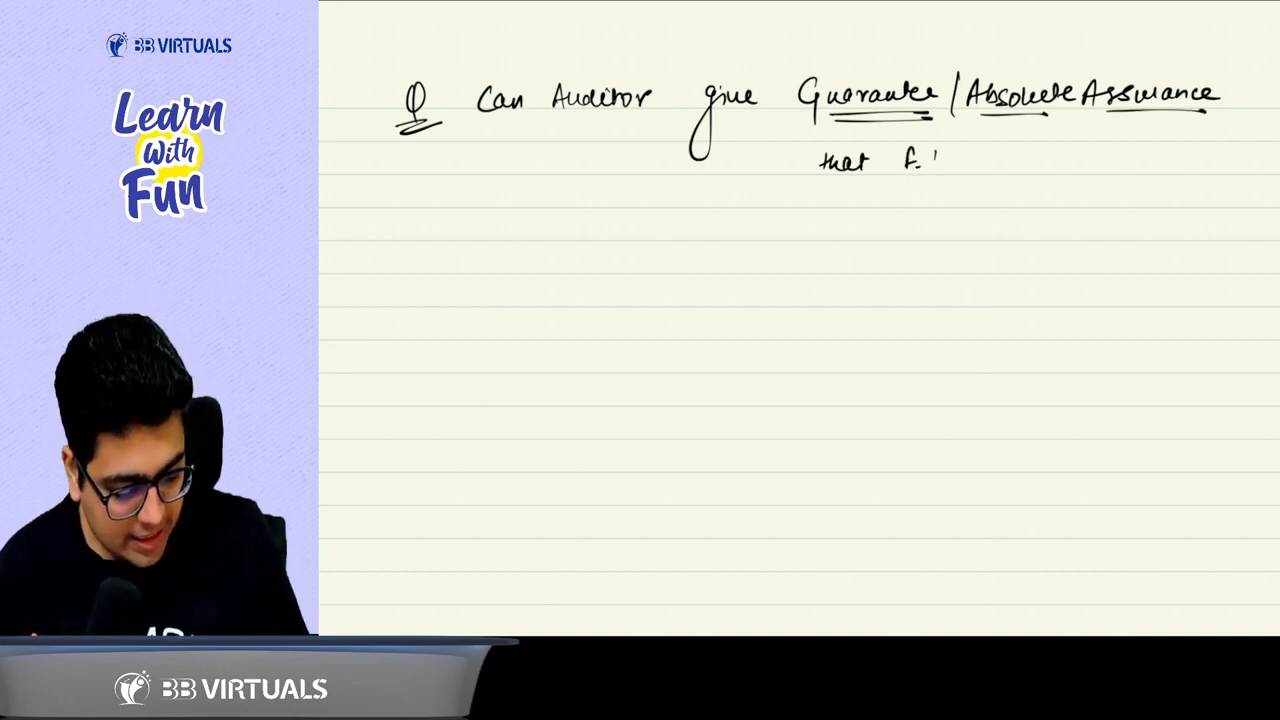 BB VIRTUALS
Learn
With
Fun
Q Can Auditor give Guarantee / Absolute Assurance
that f.
BB VIRTUALS